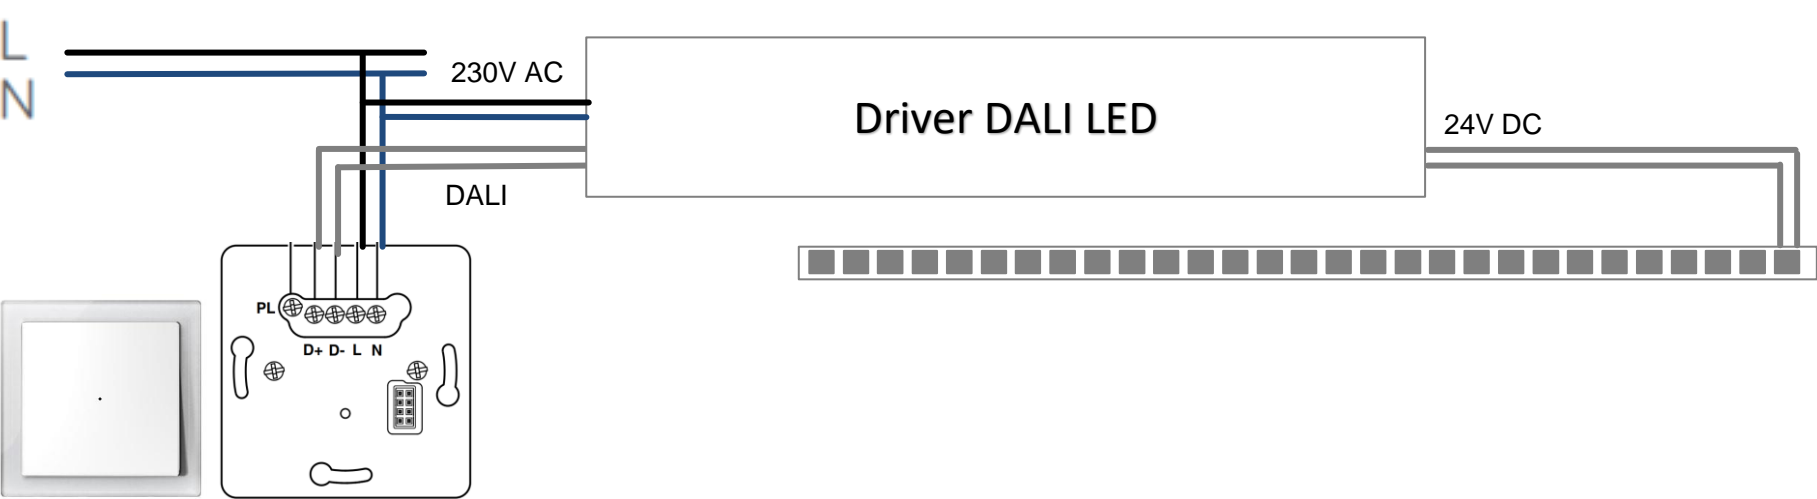 L
N
230V AC
Driver DALI LED
24V DC
DALI
PL
D+ D- L N